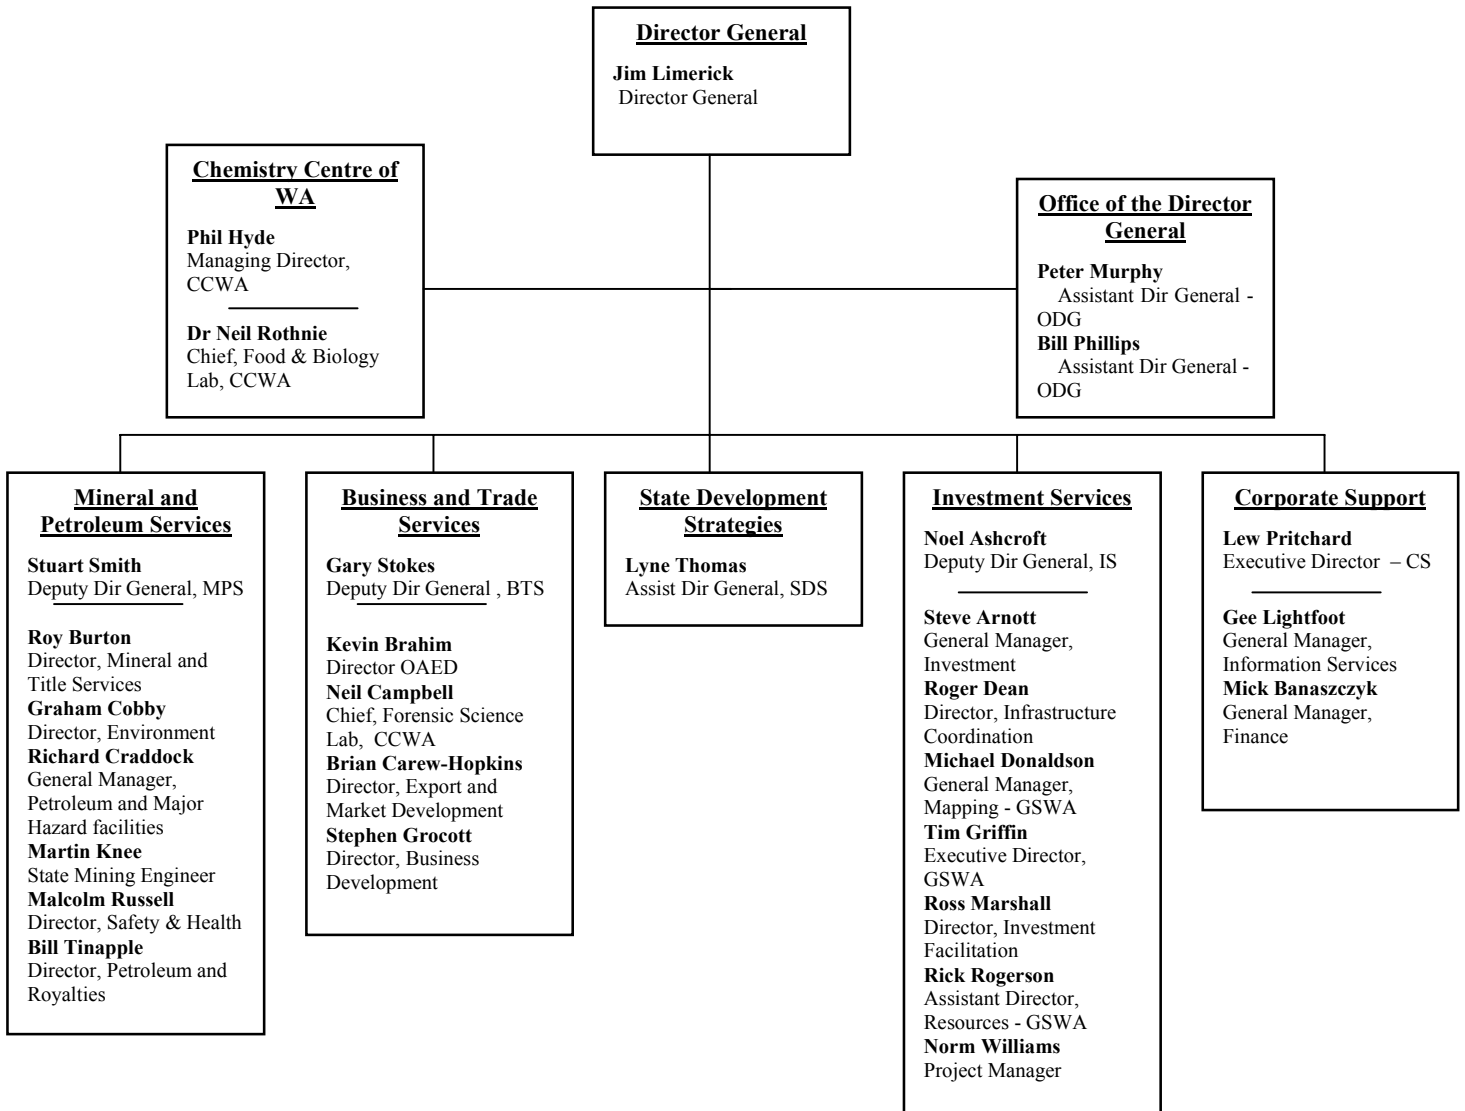 Director General
Jim Limerick
Director General
Chemistry Centre of
WA
Phil Hyde
Managing Director,
CCWA
Dr Neil Rothnie
Chief, Food & Biology
Lab, CCWA
Office of the Director
General
Peter Murphy
Assistant Dir General -
ODG
Bill Phillips
Assistant Dir General -
ODG
Mineral and
Petroleum Services
Stuart Smith
Deputy Dir General, MPS
Roy Burton
Director, Mineral and
Title Services
Graham Cobby
Director, Environment
Richard Craddock
General Manager,
Petroleum and Major
Hazard facilities
Martin Knee
State Mining Engineer
Malcolm Russell
Director, Safety & Health
Bill Tinapple
Director, Petroleum and
Royalties
Business and Trade
Services
Gary Stokes
Deputy Dir General , BTS
Kevin Brahim
Director OAED
Neil Campbell
Chief, Forensic Science
Lab, CCWA
Brian Carew-Hopkins
Director, Export and
Market Development
Stephen Grocott
Director, Business
Development
State Development
Strategies
Lyne Thomas
Assist Dir General, SDS
Investment Services
Noel Ashcroft
Deputy Dir General, IS
Steve Arnott
General Manager,
Investment
Roger Dean
Director, Infrastructure
Coordination
Michael Donaldson
General Manager,
Mapping - GSWA
Tim Griffin
Executive Director,
GSWA
Ross Marshall
Director, Investment
Facilitation
Rick Rogerson
Assistant Director,
Resources - GSWA
Norm Williams
Project Manager
Corporate Support
Lew Pritchard
Executive Director – CS
Gee Lightfoot
General Manager,
Information Services
Mick Banaszczyk
General Manager,
Finance